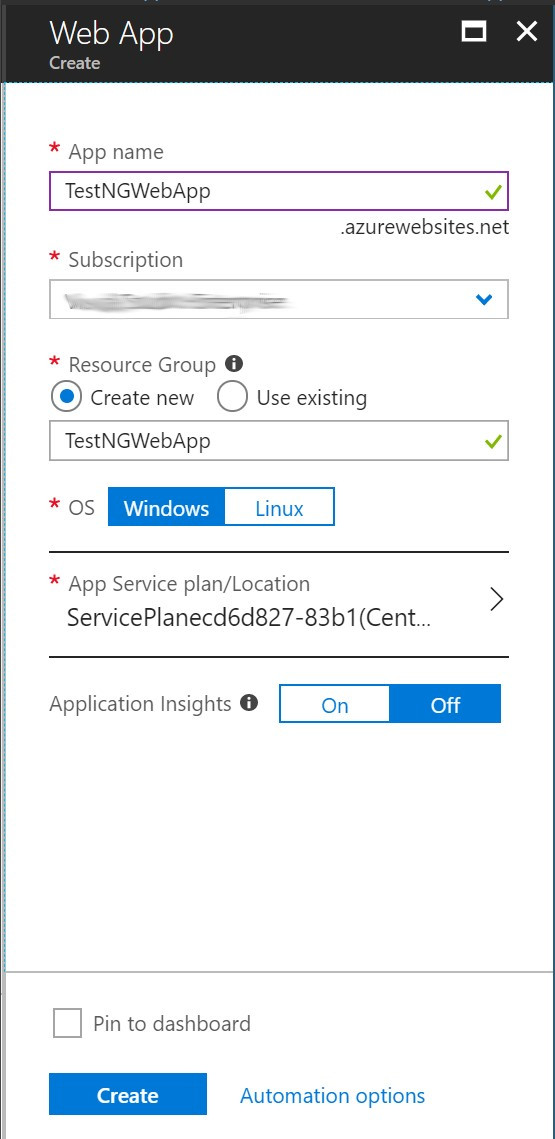 Web App
Create
* App name
TestNGWebApp
.azurewebsites.net
* Subscription
* Resource Group
Create new Use existing
TestNGWebApp
* OS Windows Linux
* App Service plan/Location
ServicePlanecd6d827-83b1(Cent...
Application Insights On Off
Pin to dashboard
Create Automation options